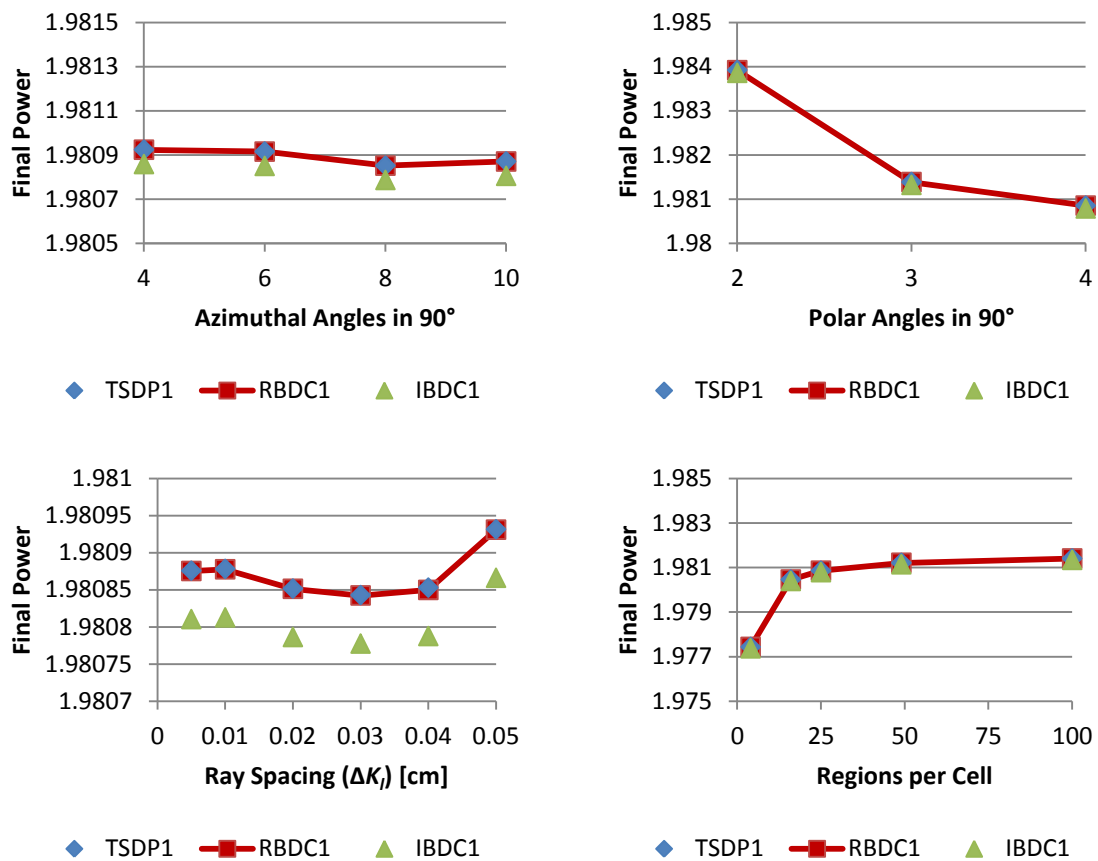 1.9815
1.9813
1.9811
1.9809
1.9807
1.9805
Final Power
4 6 8 10
Azimuthal Angles in 90°
TSDP1 RBDC1 IBDC1
1.985
1.984
1.983
1.982
1.981
1.98
Final Power
2 3 4
Polar Angles in 90°
TSDP1 RBDC1 IBDC1
1.981
1.98095
1.9809
1.98085
1.9808
1.98075
1.9807
Final Power
0 0.01 0.02 0.03 0.04 0.05
Ray Spacing (ΔK_l) [cm]
TSDP1 RBDC1 IBDC1
1.985
1.983
1.981
1.979
1.977
1.975
Final Power
0 25 50 75 100
Regions per Cell
TSDP1 RBDC1 IBDC1